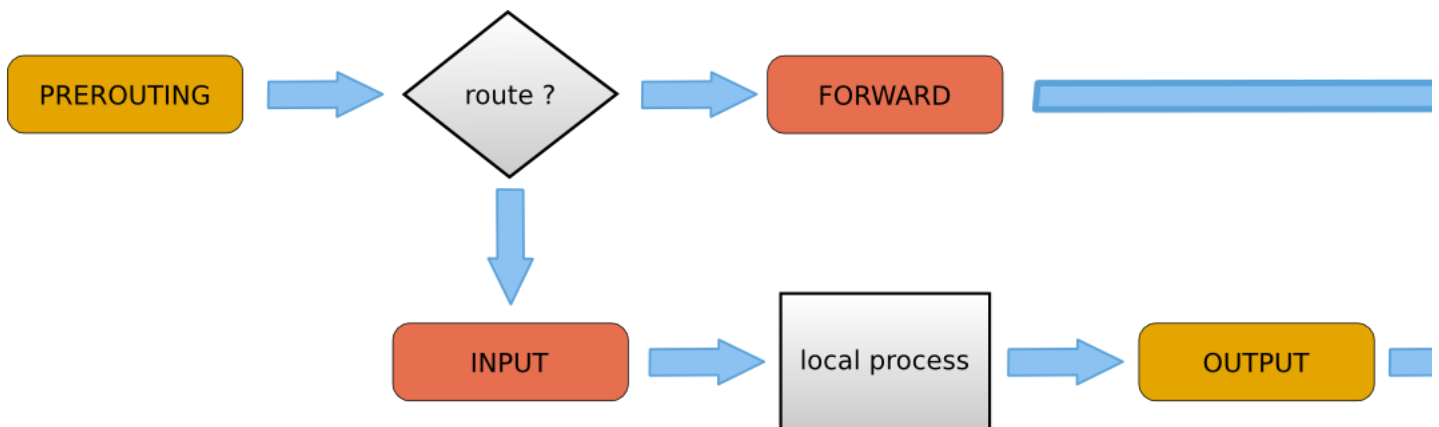 PREROUTING
route ?
FORWARD
INPUT
local process
OUTPUT